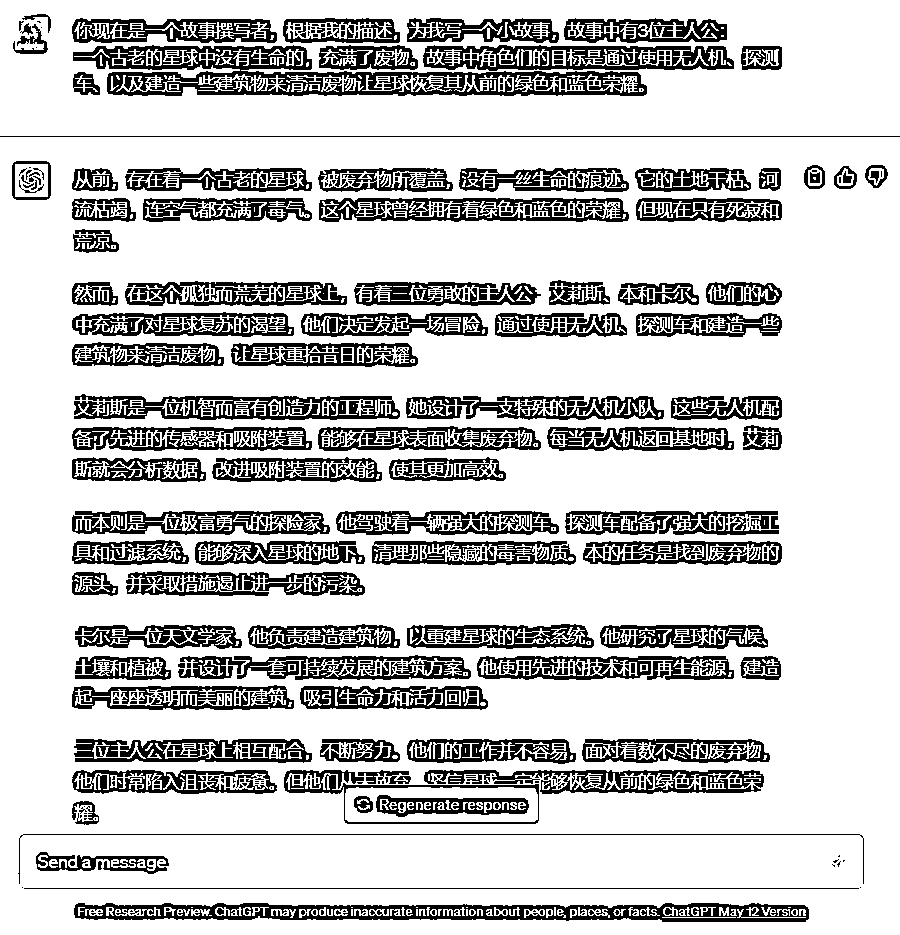 你现在是一个故事撰写者，根据我的描述，为我写一个小故事，故事中有3位主人公：
一个古老的星球中没有生命的，充满了废物。故事中角色们的目标是通过使用无人机、探测
车、以及建造一些建筑物来清洁废物让星球恢复其从前的绿色和蓝色荣耀。
从前，存在着一个古老的星球，被废弃物所覆盖，没有一丝生命的痕迹。它的土地干枯、河
流枯竭，连空气都充满了毒气。这个星球曾经拥有着绿色和蓝色的荣耀，但现在只有死寂和
荒凉。
然而，在这个孤独而荒芜的星球上，有着三位勇敢的主人公：艾莉斯、本和卡尔。他们的心
中充满了对星球复苏的渴望，他们决定发起一场冒险，通过使用无人机、探测车和建造一些
建筑物来清洁废物，让星球重拾昔日的荣耀。
艾莉斯是一位机智而富有创造力的工程师。她设计了一支特殊的无人机小队，这些无人机配
备了先进的传感器和吸附装置，能够在星球表面收集废弃物。每当无人机返回基地时，艾莉
斯就会分析数据，改进吸附装置的效能，使其更加高效。
而本则是一位极富勇气的探险家，他驾驶着一辆强大的探测车。探测车配备了强大的挖掘工
具和过滤系统，能够深入星球的地下，清理那些隐藏的毒害物质。本的任务是找到废弃物的
源头，并采取措施遏止进一步的污染。
卡尔是一位天文学家，他负责建造建筑物，以重建星球的生态系统。他研究了星球的气候、
土壤和植被，并设计了一套可持续发展的建筑方案。他使用先进的技术和可再生能源，建造
起一座座透明而美丽的建筑，吸引生命力和活力回归。
三位主人公在星球上相互配合，不断努力。他们的工作并不容易，面对着数不尽的废弃物，
他们时常陷入沮丧和疲惫。但他们从未放弃，坚信星球一定能够恢复从前的绿色和蓝色荣
耀。
Regenerate response
Send a message
Free Research Preview. ChatGPT may produce inaccurate information about people, places, or facts. ChatGPT May 12 Version